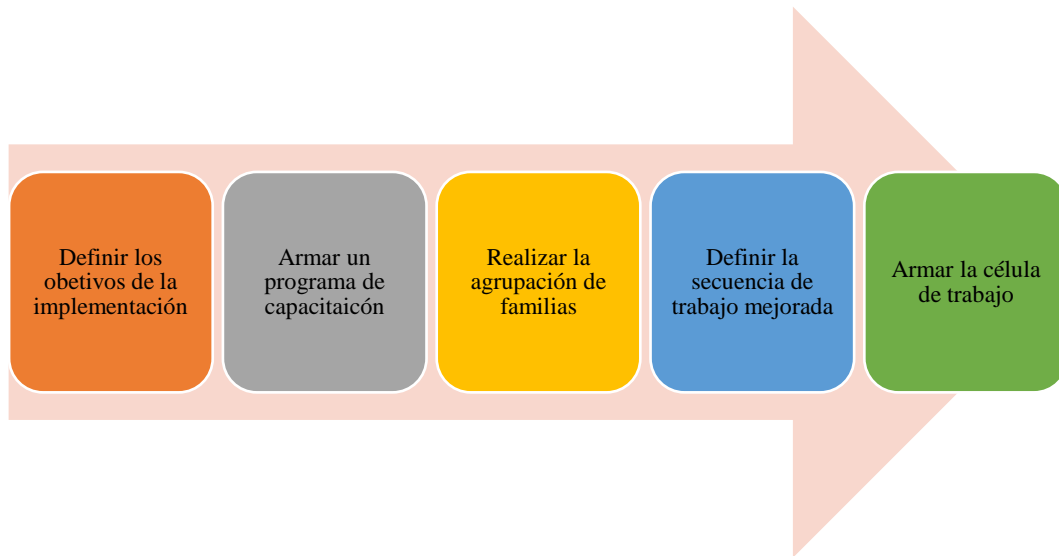 Definir los
obetivos de la
implementación
Armar un
programa de
capacitaicón
Realizar la
agrupación de
familias
Definir la
secuencia de
trabajo mejorada
Armar la célula
de trabajo